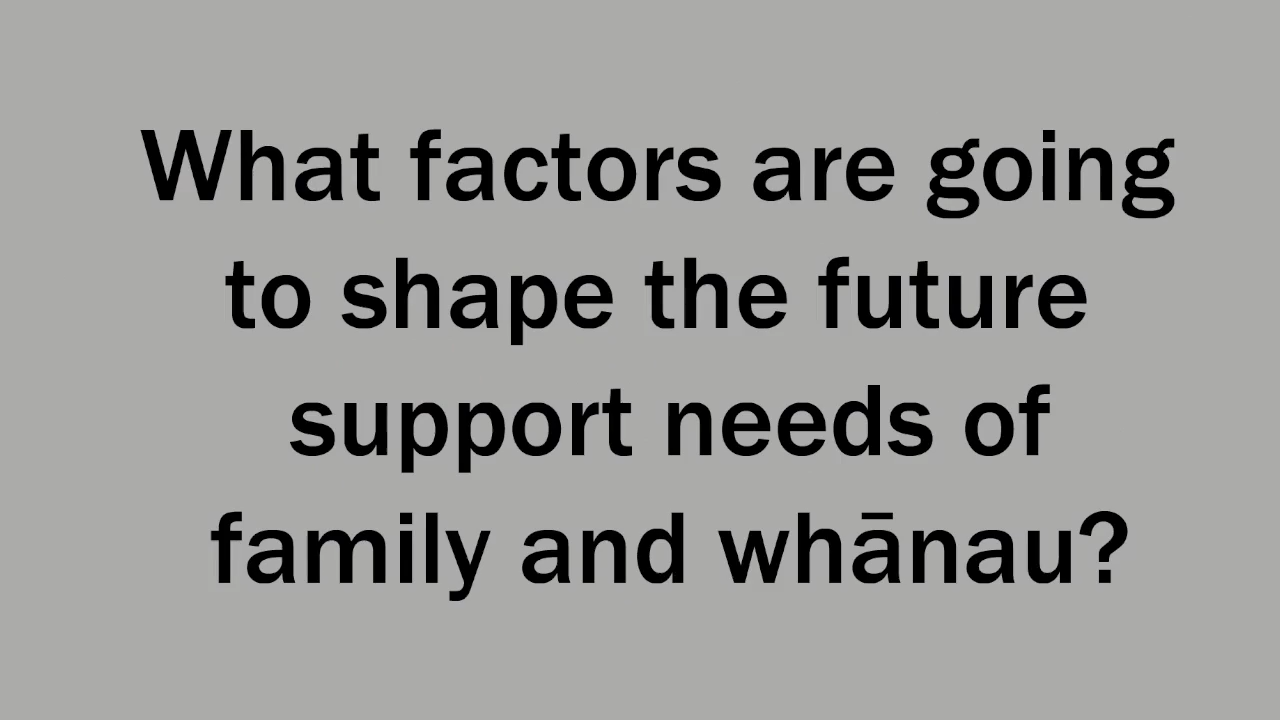 What factors are going
to shape the future
support needs of
family and whānau?